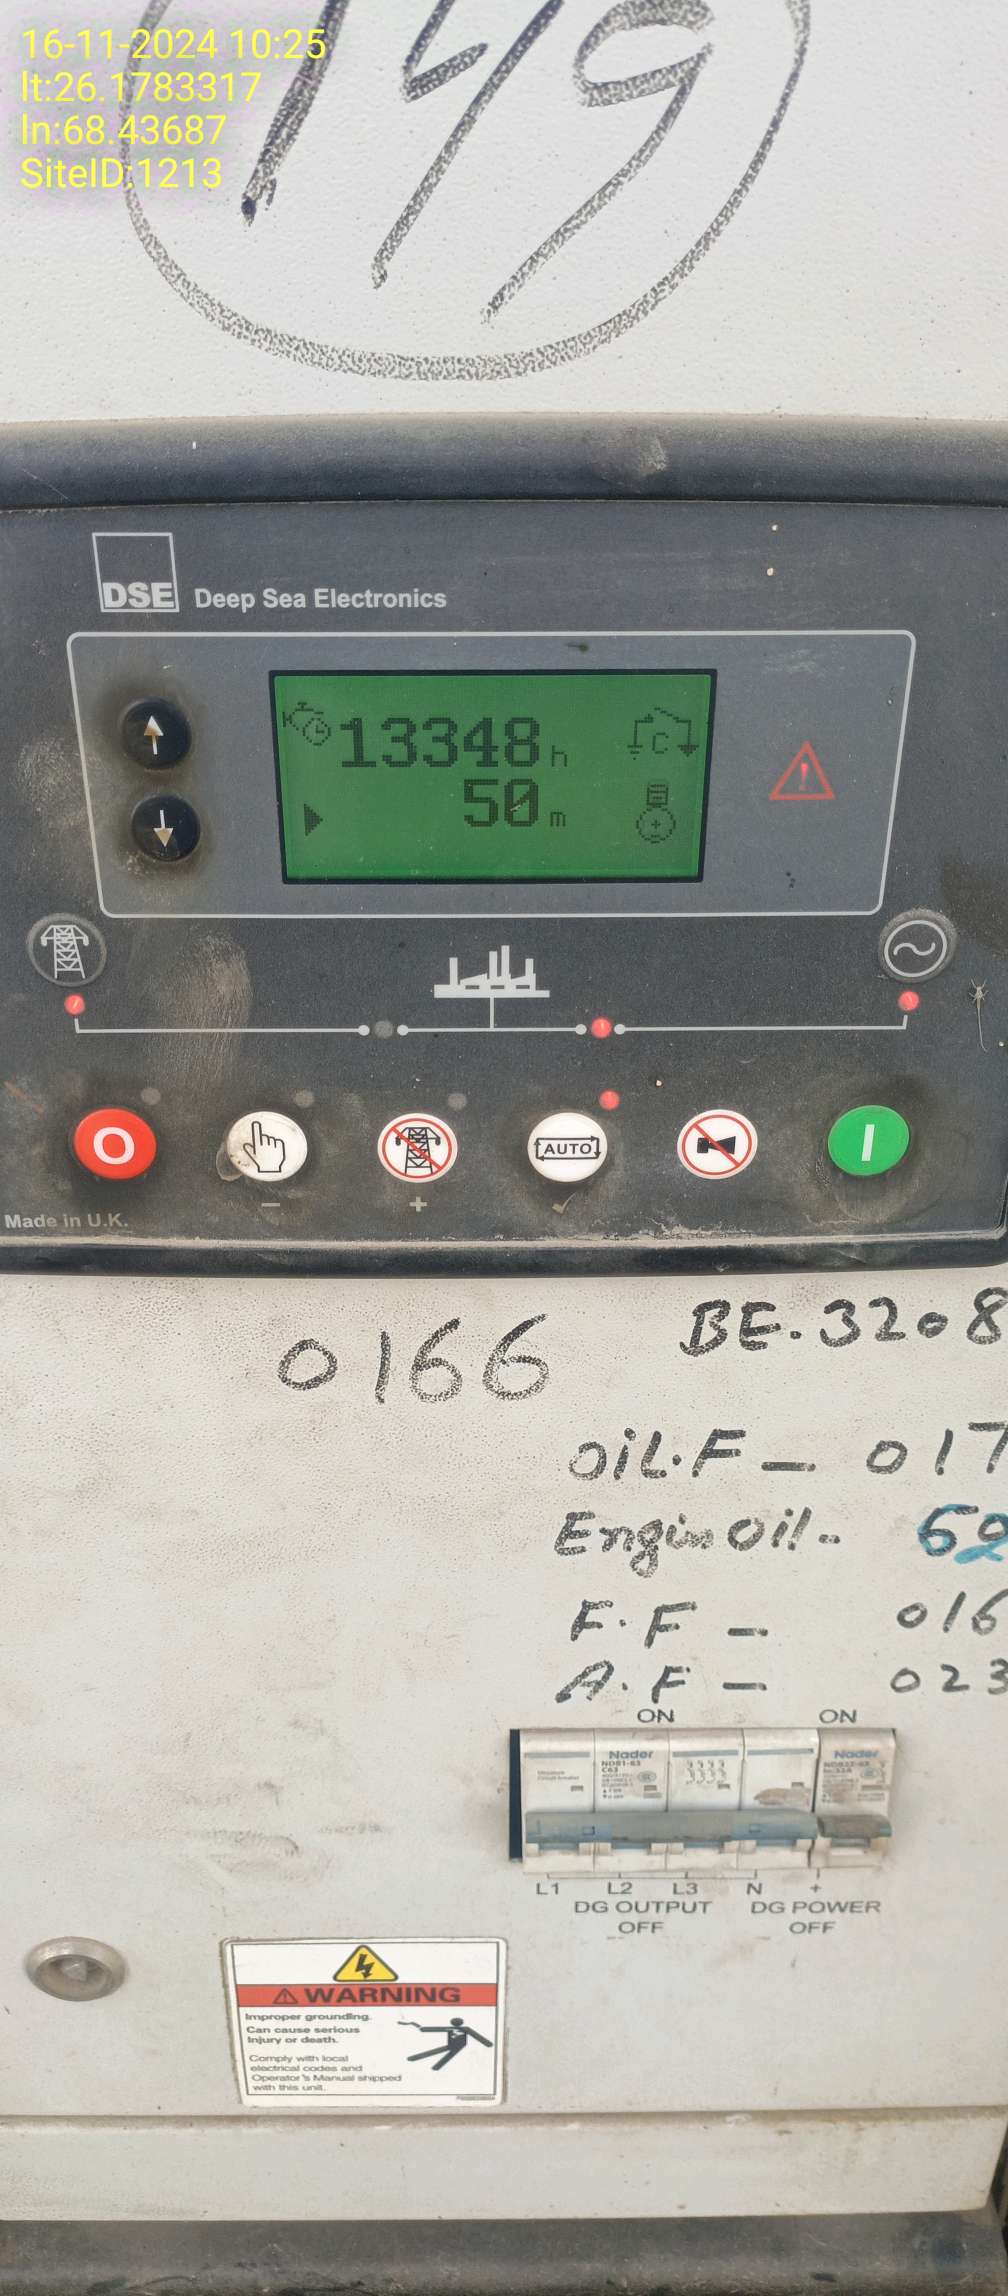 16-11-2024 10:25
lt:26.1783317
ln:68.43687
SiteID:1213
149
DSE Deep Sea Electronics
13348 h
50 m
C
AUTO
- +
Made in U.K.
0166
BE.3208
OiL.F - 017
Engin Oil -
F.F - 016
A.F - 023
ON ON
Nader Nader
NDB1-63
C63
L1 L2 L3 N +
DG OUTPUT DG POWER
OFF OFF
WARNING
Improper grounding.
Can cause serious
Injury or death.
Comply with local
electrical codes and
Operator's Manual shipped
with this unit.